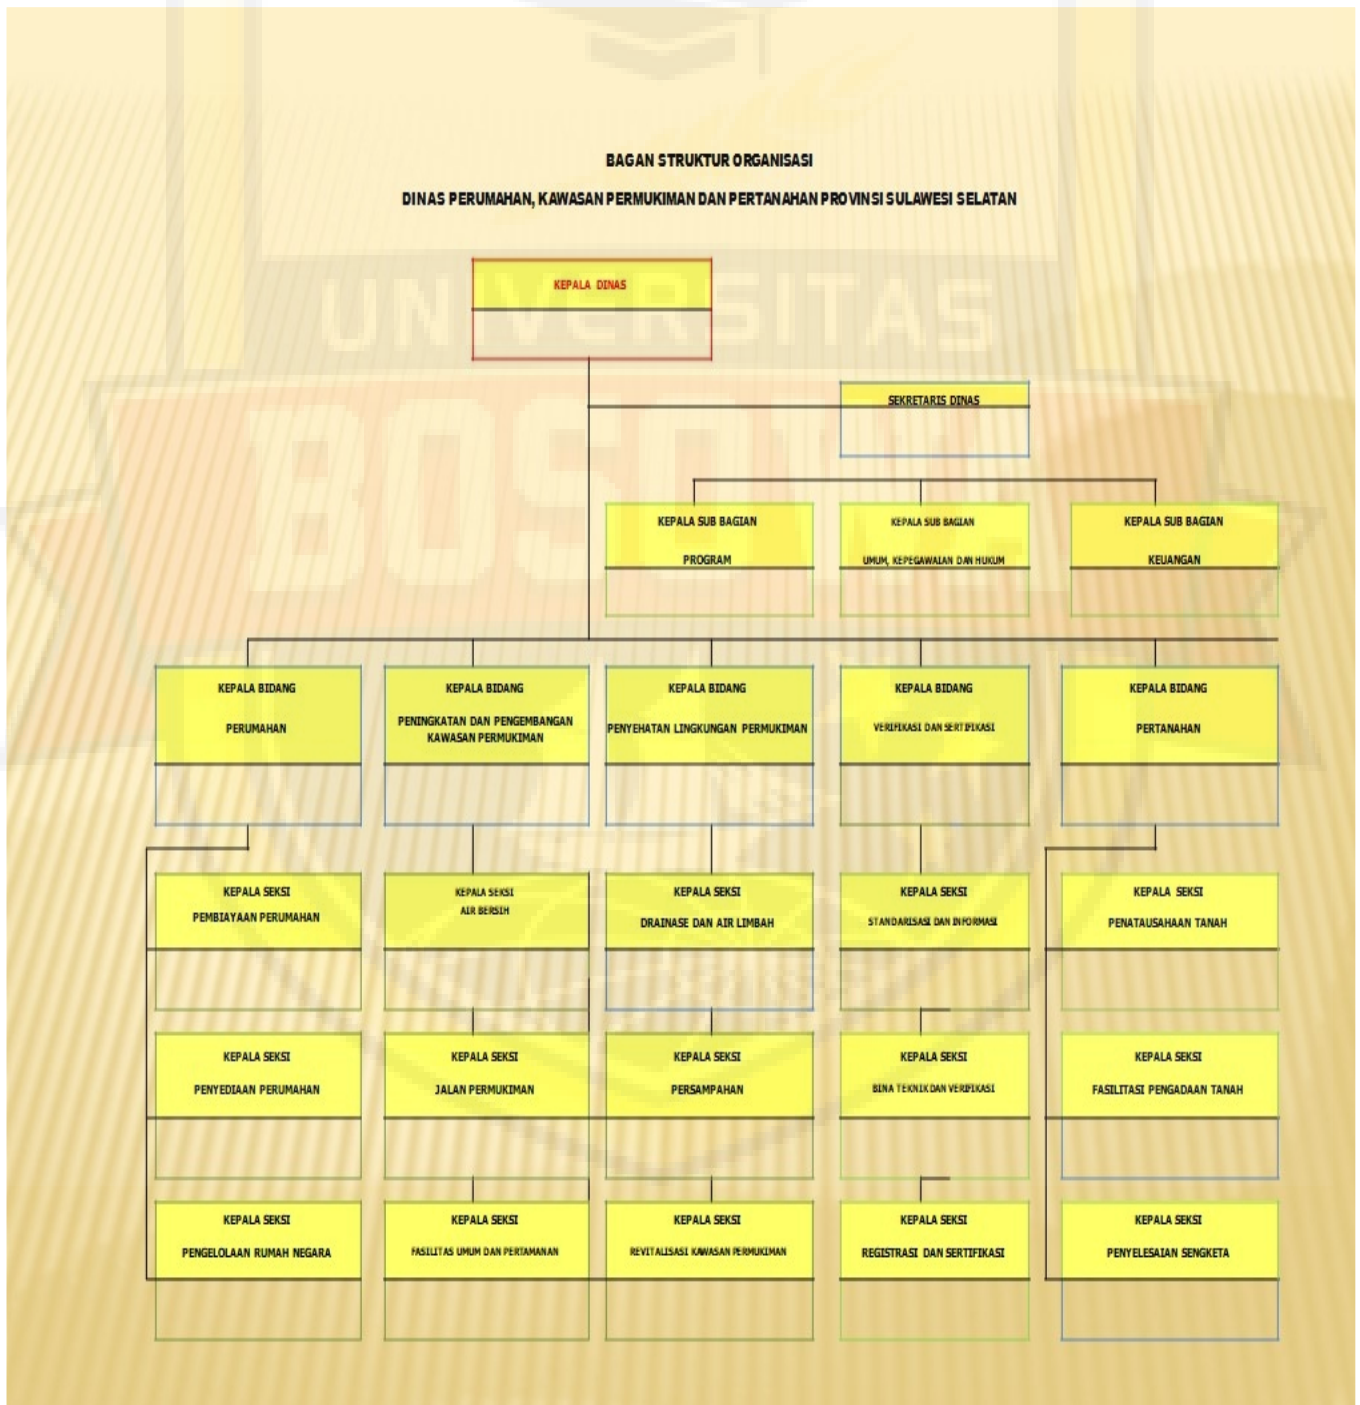 BAGAN STRUKTUR ORGANISASI
DINAS PERUMAHAN, KAWASAN PERMUKIMAN DAN PERTANAHAN PROVINSI SULAWESI SELATAN
KEPALA DINAS
UNIVERSITAS
SEKRETARIS DINAS
BOSOWA
KEPALA SUB BAGIAN
PROGRAM
KEPALA SUB BAGIAN
UMUM, KEPEGAWAIAN DAN HUKUM
KEPALA SUB BAGIAN
KEUANGAN
KEPALA BIDANG
PERUMAHAN
KEPALA BIDANG
PENINGKATAN DAN PENGEMBANGAN
KAWASAN PERMUKIMAN
KEPALA BIDANG
PENYEHATAN LINGKUNGAN PERMUKIMAN
KEPALA BIDANG
VERIFIKASI DAN SERTIFIKASI
KEPALA BIDANG
PERTANAHAN
KEPALA SEKSI
PEMBIAYAAN PERUMAHAN
KEPALA SEKSI
AIR BERSIH
KEPALA SEKSI
DRAINASE DAN AIR LIMBAH
KEPALA SEKSI
STANDARISASI DAN INFORMASI
KEPALA SEKSI
PENATAUSAHAAN TANAH
KEPALA SEKSI
PENYEDIAAN PERUMAHAN
KEPALA SEKSI
JALAN PERMUKIMAN
KEPALA SEKSI
PERSAMPAHAN
KEPALA SEKSI
BINA TEKNIK DAN VERIFIKASI
KEPALA SEKSI
FASILITASI PENGADAAN TANAH
KEPALA SEKSI
PENGELOLAAN RUMAH NEGARA
KEPALA SEKSI
FASILITAS UMUM DAN PERTAMANAN
KEPALA SEKSI
REVITALISASI KAWASAN PERMUKIMAN
KEPALA SEKSI
REGISTRASI DAN SERTIFIKASI
KEPALA SEKSI
PENYELESAIAN SENGKETA